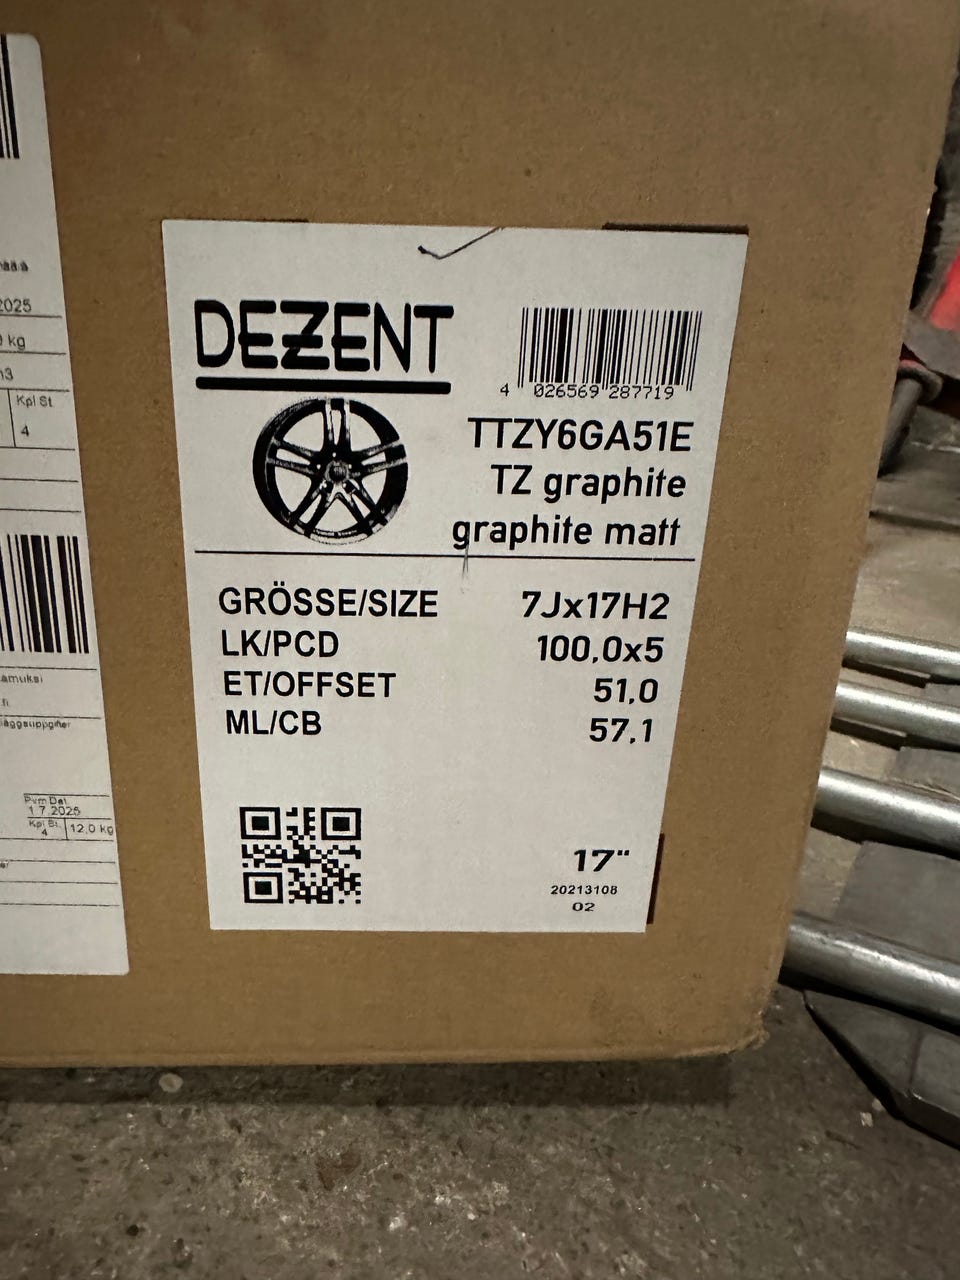 2025
kg
Kpl St.
4
Pvm Dat.
1.7.2025
Kpl St.
4
12,0 kg
DEZENT
4 026569 287719
TTZY6GA51E
TZ graphite
graphite matt
GRÖSSE/SIZE 7Jx17H2
LK/PCD 100,0x5
ET/OFFSET 51,0
ML/CB 57,1
17"
20213108
02